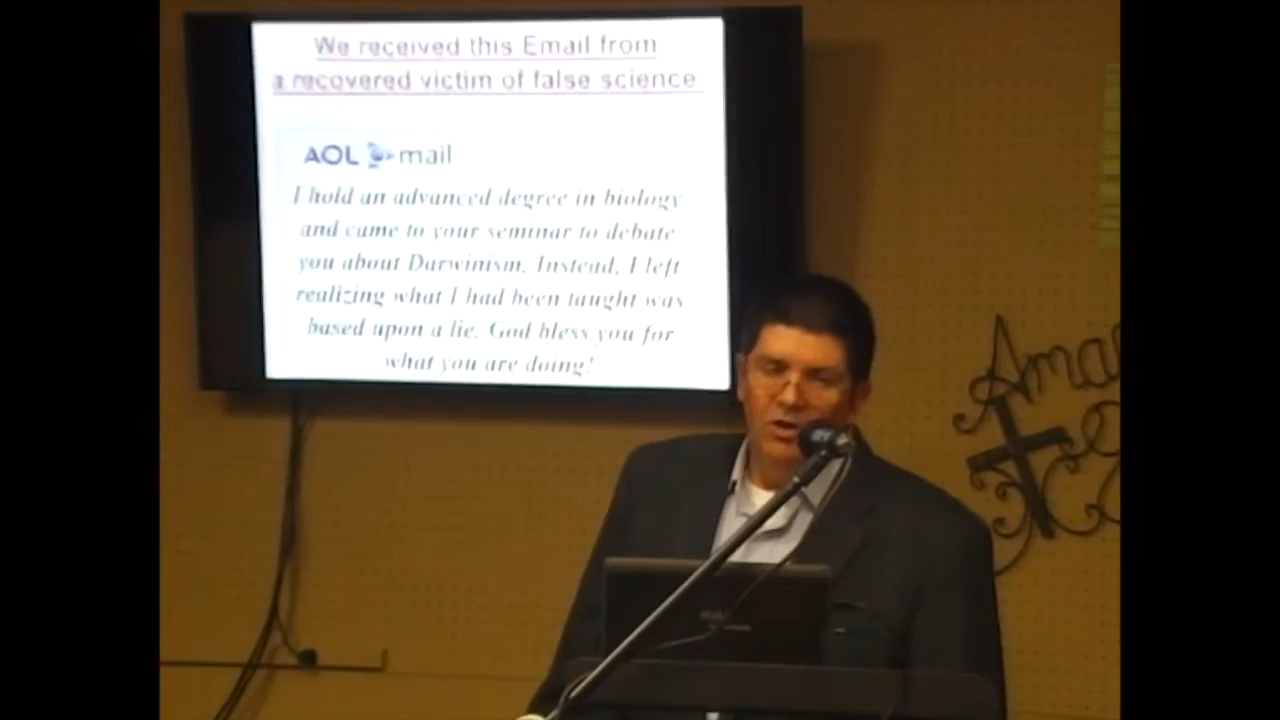 We received this Email from
a recovered victim of false science
AOL mail
I hold an advanced degree in biology
and came to your seminar to debate
you about Darwinism. Instead, I left
realizing what I had been taught was
based upon a lie. God bless you for
what you are doing!